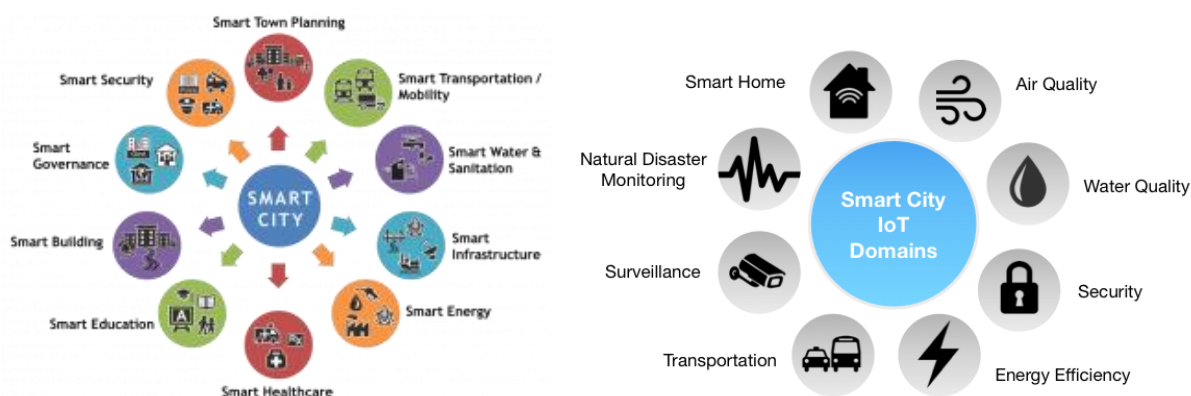 Smart Town Planning
Smart Security
Smart Transportation /
Mobility
Smart
Governance
Smart Water &
Sanitation
SMART
CITY
Smart Building
Smart
Infrastructure
Smart Education
Smart Energy
Smart Healthcare
Smart Home
Air Quality
Natural Disaster
Monitoring
Water Quality
Smart City
IoT
Domains
Surveillance
Security
Transportation
Energy Efficiency
A